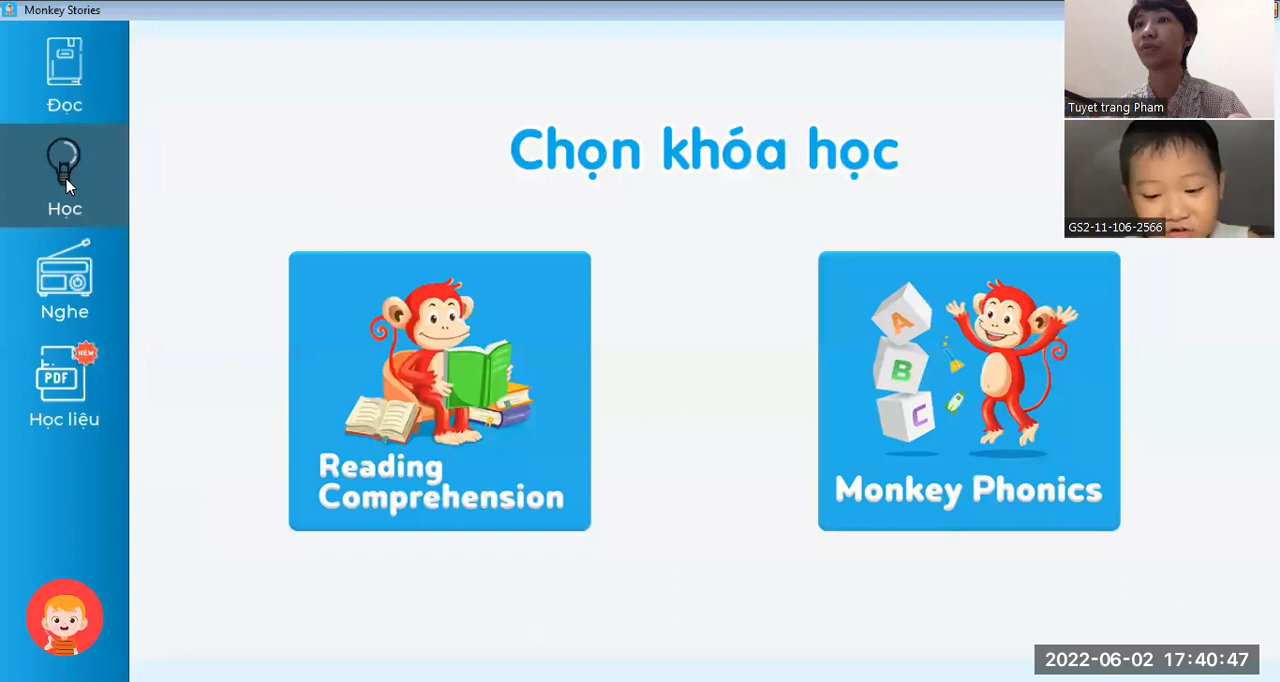 Monkey Stories
Đọc
Học
Nghe
NEW
PDF
Học liệu
Chọn khóa học
A
B
C
Reading
Comprehension
Monkey Phonics
Tuyet trang Pham
GS2-11-106-2566
2022-06-02 17:40:47